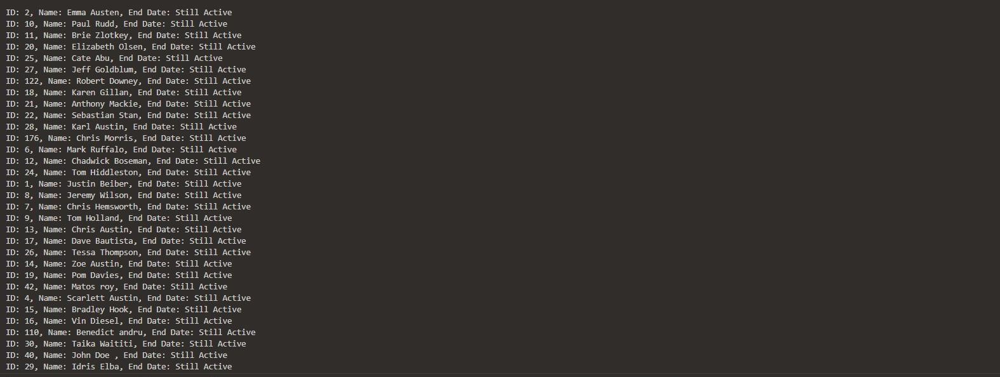 ID: 2, Name: Emma Austen, End Date: Still Active
ID: 10, Name: Paul Rudd, End Date: Still Active
ID: 11, Name: Brie Zlotkey, End Date: Still Active
ID: 20, Name: Elizabeth Olsen, End Date: Still Active
ID: 25, Name: Cate Abu, End Date: Still Active
ID: 27, Name: Jeff Goldblum, End Date: Still Active
ID: 122, Name: Robert Downey, End Date: Still Active
ID: 18, Name: Karen Gillan, End Date: Still Active
ID: 21, Name: Anthony Mackie, End Date: Still Active
ID: 22, Name: Sebastian Stan, End Date: Still Active
ID: 28, Name: Karl Austin, End Date: Still Active
ID: 176, Name: Chris Morris, End Date: Still Active
ID: 6, Name: Mark Ruffalo, End Date: Still Active
ID: 12, Name: Chadwick Boseman, End Date: Still Active
ID: 24, Name: Tom Hiddleston, End Date: Still Active
ID: 1, Name: Justin Beiber, End Date: Still Active
ID: 8, Name: Jeremy Wilson, End Date: Still Active
ID: 7, Name: Chris Hemsworth, End Date: Still Active
ID: 9, Name: Tom Holland, End Date: Still Active
ID: 13, Name: Chris Austin, End Date: Still Active
ID: 17, Name: Dave Bautista, End Date: Still Active
ID: 26, Name: Tessa Thompson, End Date: Still Active
ID: 14, Name: Zoe Austin, End Date: Still Active
ID: 19, Name: Pom Davies, End Date: Still Active
ID: 42, Name: Matos roy, End Date: Still Active
ID: 4, Name: Scarlett Austin, End Date: Still Active
ID: 15, Name: Bradley Hook, End Date: Still Active
ID: 16, Name: Vin Diesel, End Date: Still Active
ID: 110, Name: Benedict andru, End Date: Still Active
ID: 30, Name: Taika Waititi, End Date: Still Active
ID: 40, Name: John Doe , End Date: Still Active
ID: 29, Name: Idris Elba, End Date: Still Active